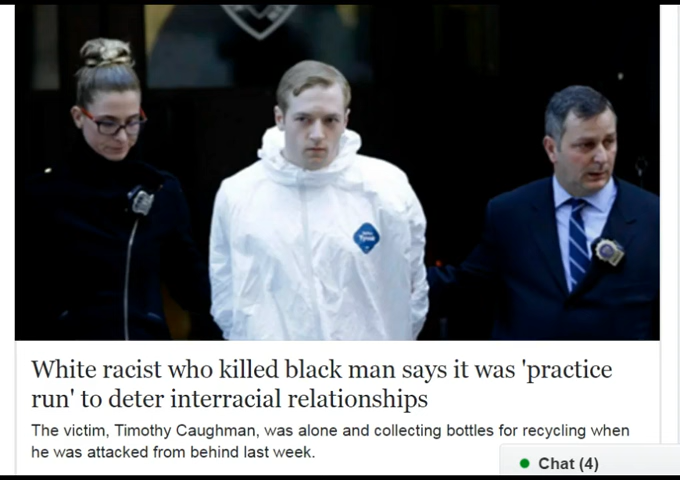 White racist who killed black man says it was 'practice
run' to deter interracial relationships
The victim, Timothy Caughman, was alone and collecting bottles for recycling when
he was attacked from behind last week.
Chat (4)